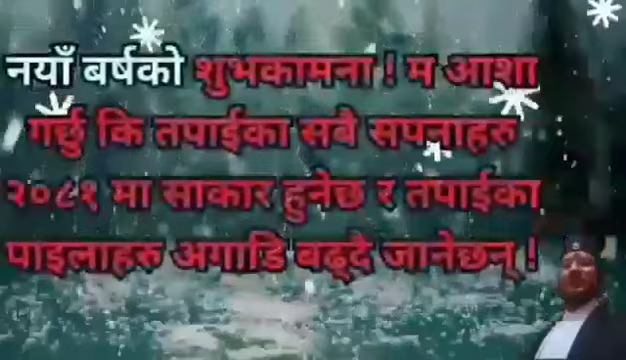 नयाँ बर्षको शुभकामना ! म आशा
गर्छु कि तपाईका सबै सपनाहरु
२०८१ मा साकार हुनेछ र तपाईका
पाइलाहरु अगाडि बढ्दै जानेछन् !